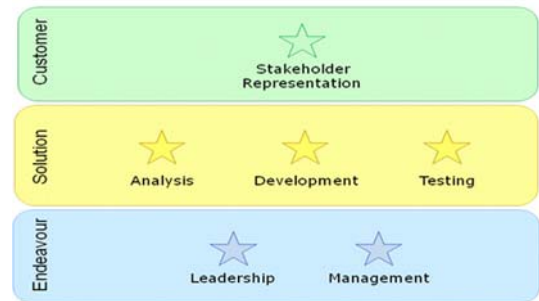 Customer
Stakeholder
Representation
Solution
Analysis
Development
Testing
Endeavour
Leadership
Management